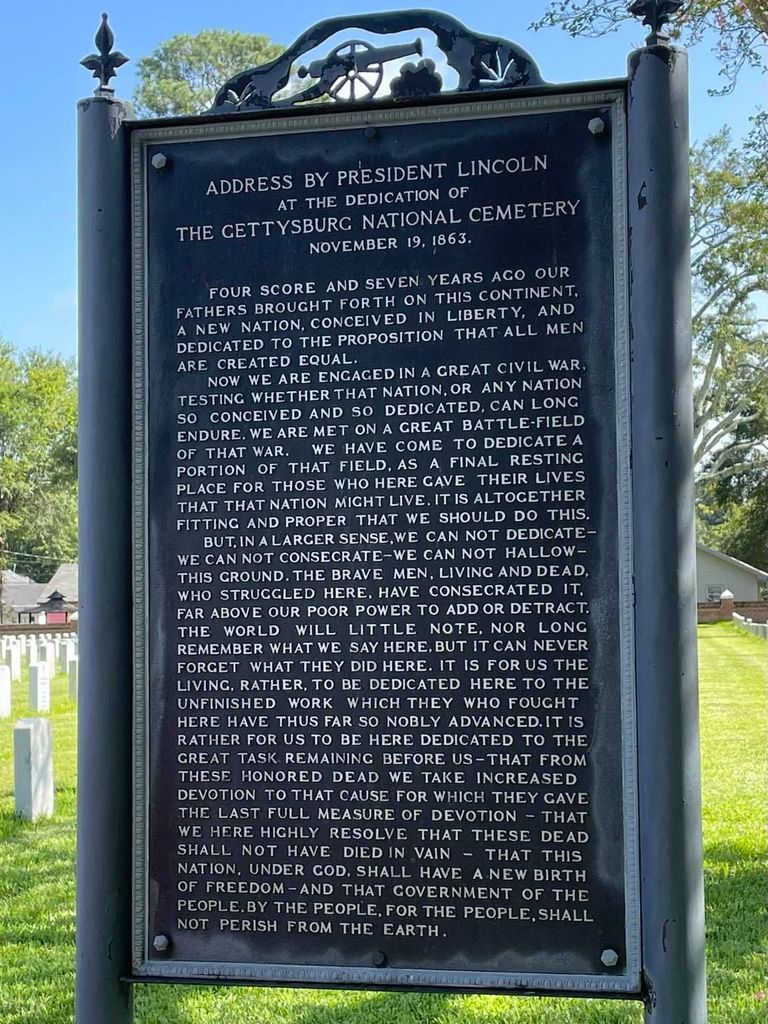 ADDRESS BY PRESIDENT LINCOLN
AT THE DEDICATION OF
THE GETTYSBURG NATIONAL CEMETERY
NOVEMBER 19, 1863.
FOUR SCORE AND SEVEN YEARS AGO OUR
FATHERS BROUGHT FORTH ON THIS CONTINENT,
A NEW NATION, CONCEIVED IN LIBERTY, AND
DEDICATED TO THE PROPOSITION THAT ALL MEN
ARE CREATED EQUAL.
NOW WE ARE ENGAGED IN A GREAT CIVIL WAR,
TESTING WHETHER THAT NATION, OR ANY NATION
SO CONCEIVED AND SO DEDICATED, CAN LONG
ENDURE. WE ARE MET ON A GREAT BATTLE-FIELD
OF THAT WAR. WE HAVE COME TO DEDICATE A
PORTION OF THAT FIELD, AS A FINAL RESTING
PLACE FOR THOSE WHO HERE GAVE THEIR LIVES
THAT THAT NATION MIGHT LIVE. IT IS ALTOGETHER
FITTING AND PROPER THAT WE SHOULD DO THIS.
BUT, IN A LARGER SENSE, WE CAN NOT DEDICATE–
WE CAN NOT CONSECRATE–WE CAN NOT HALLOW–
THIS GROUND. THE BRAVE MEN, LIVING AND DEAD,
WHO STRUGGLED HERE, HAVE CONSECRATED IT,
FAR ABOVE OUR POOR POWER TO ADD OR DETRACT.
THE WORLD WILL LITTLE NOTE, NOR LONG
REMEMBER WHAT WE SAY HERE, BUT IT CAN NEVER
FORGET WHAT THEY DID HERE. IT IS FOR US THE
LIVING, RATHER, TO BE DEDICATED HERE TO THE
UNFINISHED WORK WHICH THEY WHO FOUGHT
HERE HAVE THUS FAR SO NOBLY ADVANCED. IT IS
RATHER FOR US TO BE HERE DEDICATED TO THE
GREAT TASK REMAINING BEFORE US–THAT FROM
THESE HONORED DEAD WE TAKE INCREASED
DEVOTION TO THAT CAUSE FOR WHICH THEY GAVE
THE LAST FULL MEASURE OF DEVOTION – THAT
WE HERE HIGHLY RESOLVE THAT THESE DEAD
SHALL NOT HAVE DIED IN VAIN – THAT THIS
NATION, UNDER GOD, SHALL HAVE A NEW BIRTH
OF FREEDOM–AND THAT GOVERNMENT OF THE
PEOPLE, BY THE PEOPLE, FOR THE PEOPLE, SHALL
NOT PERISH FROM THE EARTH.